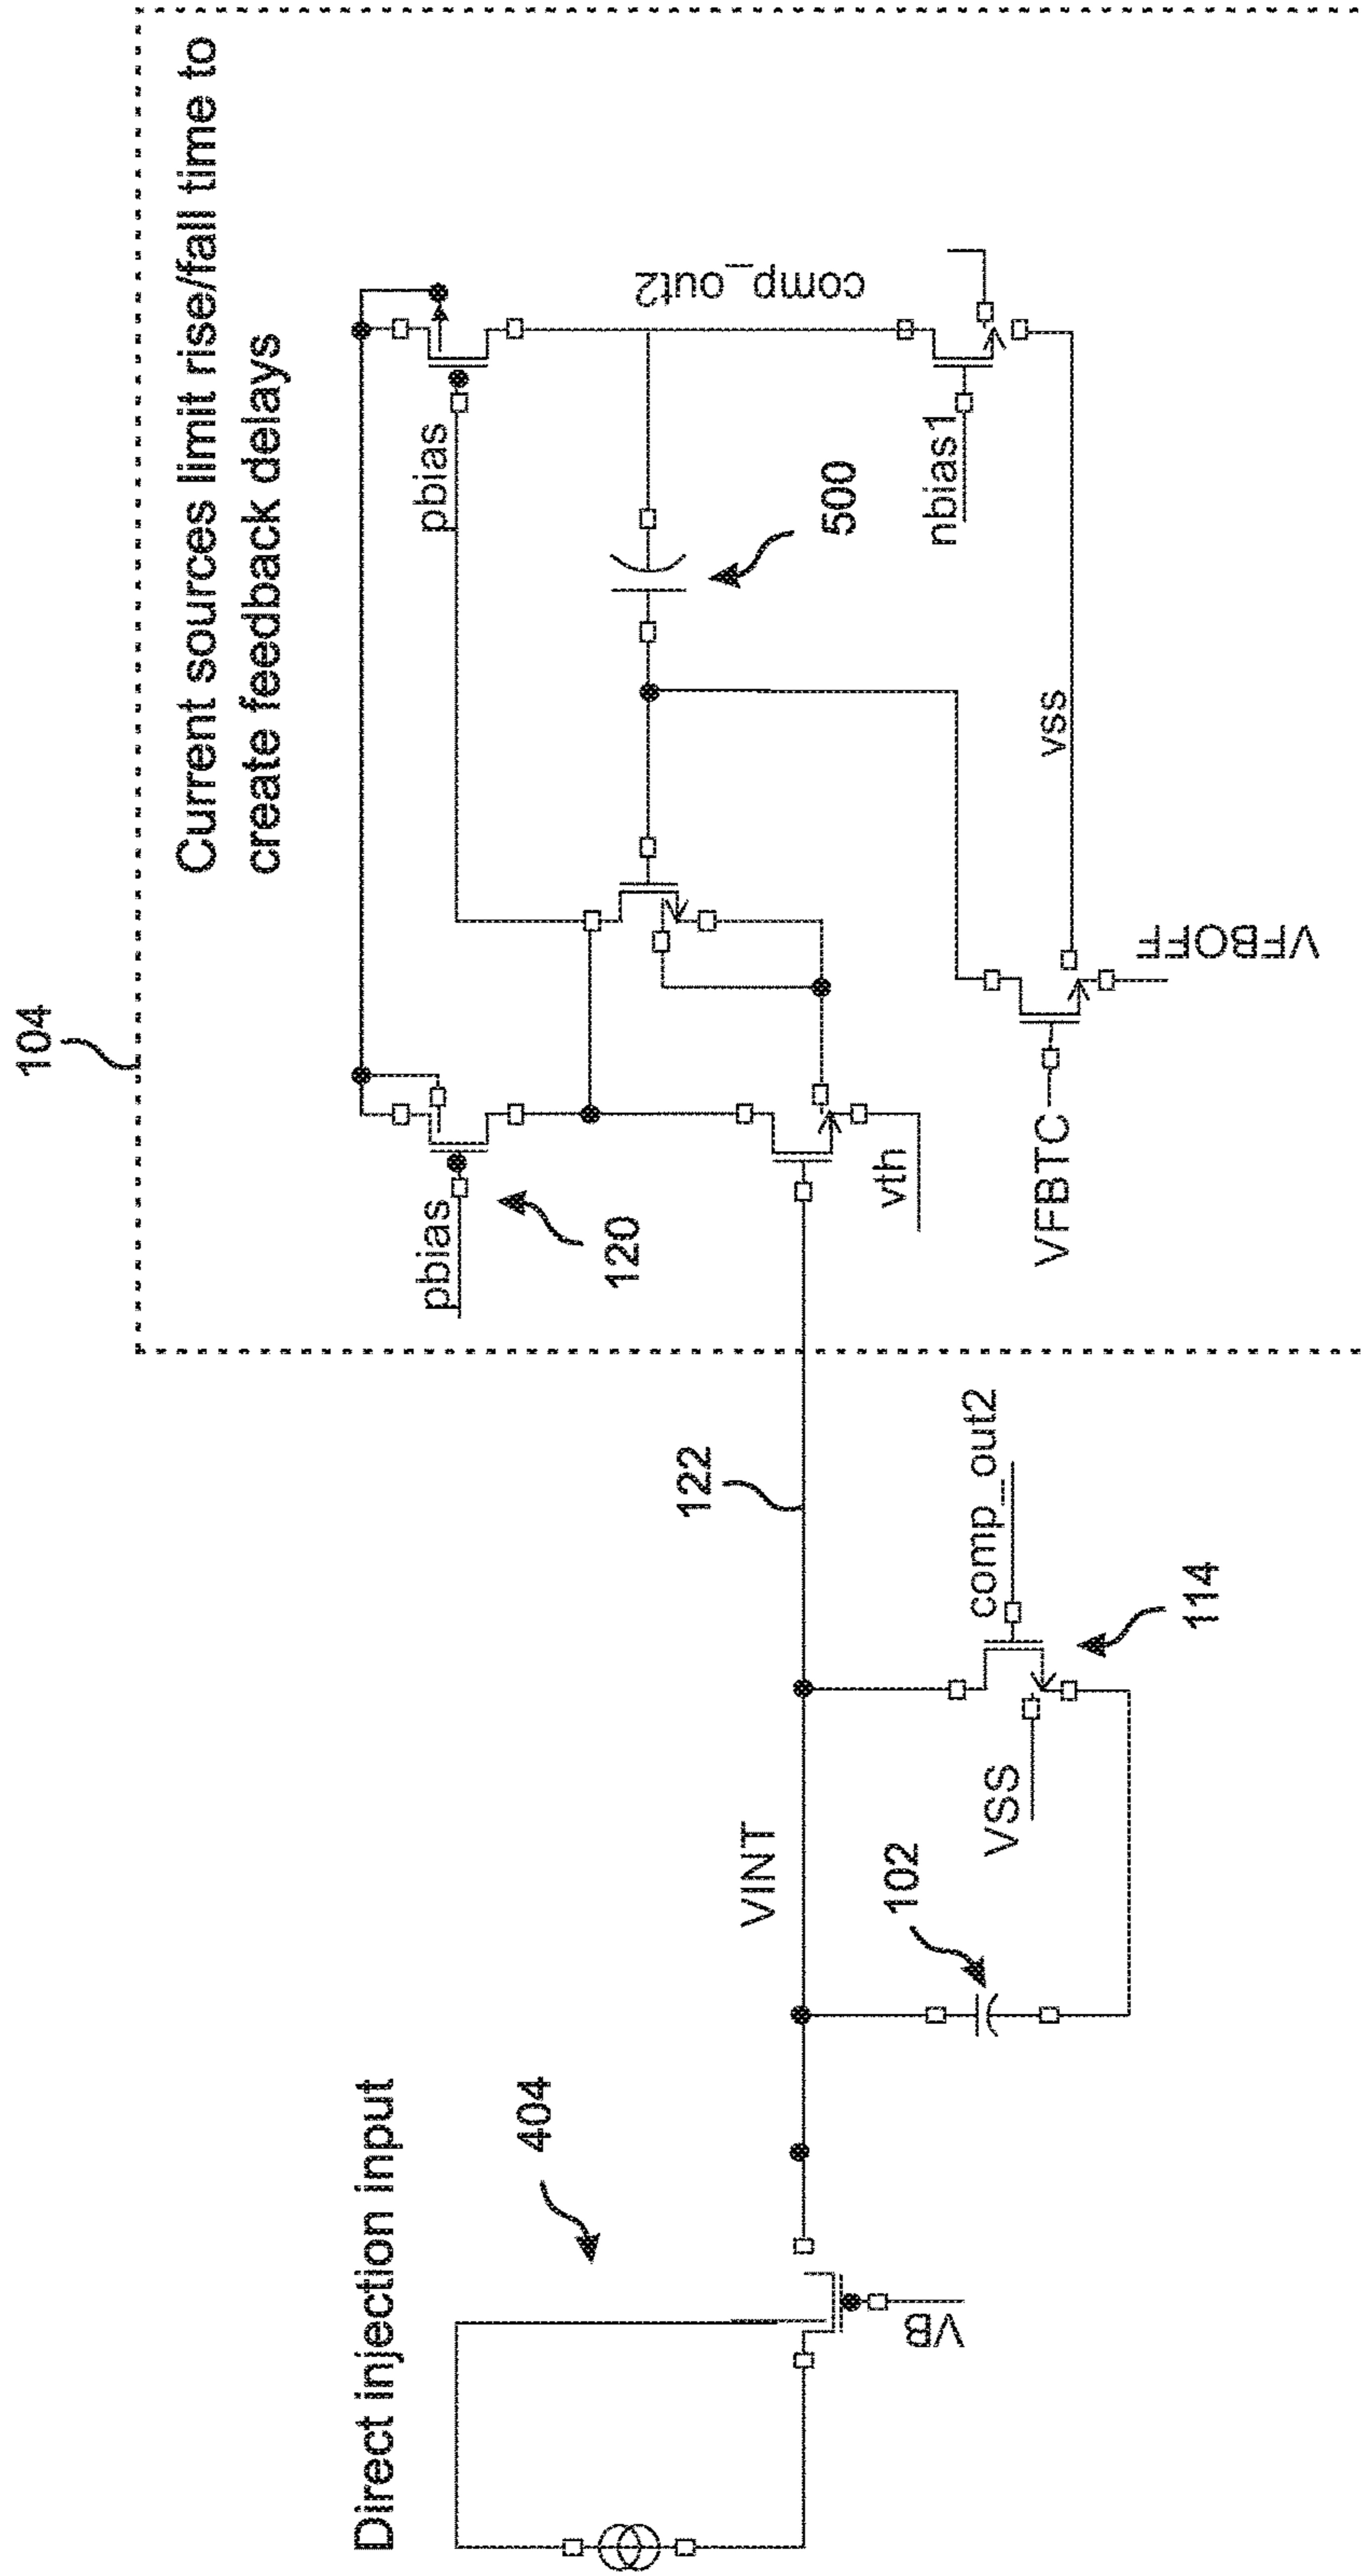 104
Current sources limit rise/fall time to
create feedback delays
pbias
pbias
120
comp_out2
500
nbias1
vth
vss
VFBTC
VFBOFF
Direct injection input
404
VB
VINT
122
102
VSS
comp_out2
114